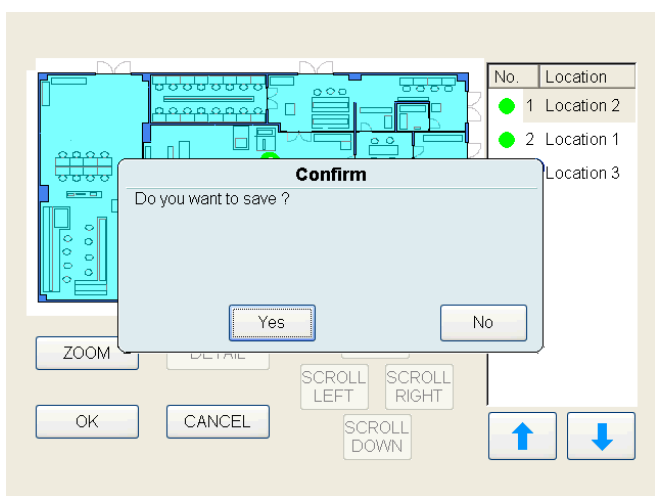 No. Location
1 Location 2
2 Location 1
Location 3
Confirm
Do you want to save ?
Yes No
ZOOM
DETAIL
SCROLL LEFT
SCROLL RIGHT
OK
CANCEL
SCROLL DOWN